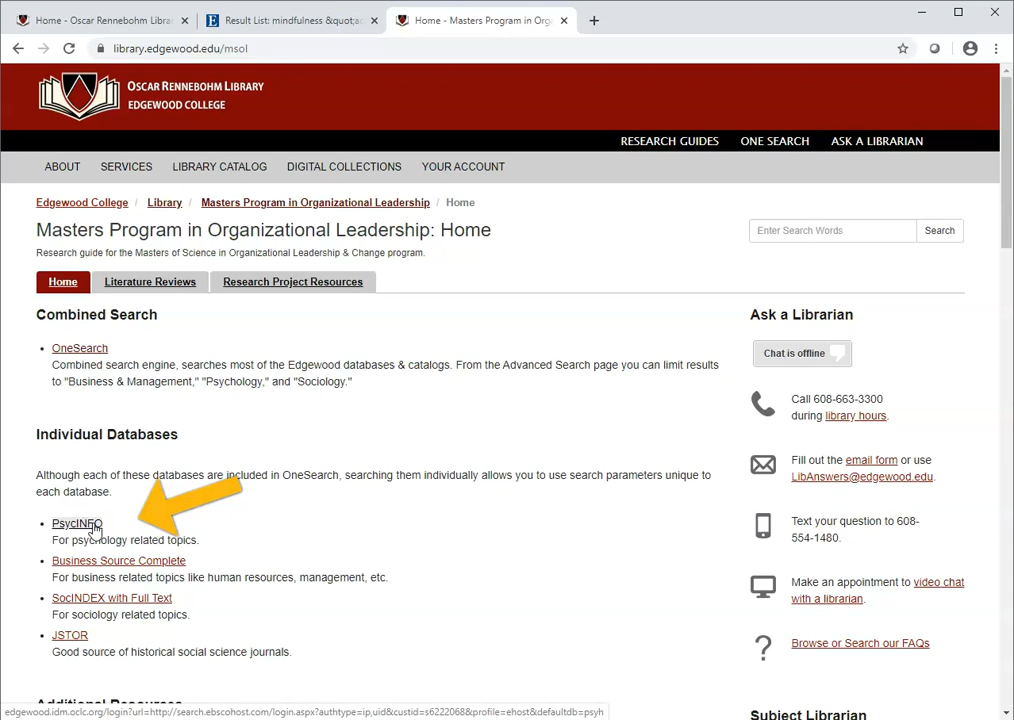 Home - Oscar Rennebohm Libra
Result List: mindfulness &quot;ac
Home - Masters Program in Orga
library.edgewood.edu/msol
OSCAR RENNEBOHM LIBRARY
EDGEWOOD COLLEGE
RESEARCH GUIDES ONE SEARCH ASK A LIBRARIAN
ABOUT SERVICES LIBRARY CATALOG DIGITAL COLLECTIONS YOUR ACCOUNT
Edgewood College / Library / Masters Program in Organizational Leadership / Home
Masters Program in Organizational Leadership: Home
Enter Search Words Search
Research guide for the Masters of Science in Organizational Leadership & Change program.
Home Literature Reviews Research Project Resources
Combined Search
• OneSearch
Combined search engine, searches most of the Edgewood databases & catalogs. From the Advanced Search page you can limit results
to "Business & Management," "Psychology," and "Sociology."
Individual Databases
Although each of these databases are included in OneSearch, searching them individually allows you to use search parameters unique to
each database.
• PsycINFO
For psychology related topics.
• Business Source Complete
For business related topics like human resources, management, etc.
• SocINDEX with Full Text
For sociology related topics.
• JSTOR
Good source of historical social science journals.
Additional Resources
Ask a Librarian
Chat is offline
Call 608-663-3300
during library hours.
Fill out the email form or use
LibAnswers@edgewood.edu.
Text your question to 608-
554-1480.
Make an appointment to video chat
with a librarian.
?
Browse or Search our FAQs
Subject Librarian
edgewood.idm.oclc.org/login?url=http://search.ebscohost.com/login.aspx?authtype=ip,uid&custid=s6222068&profile=ehost&defaultdb=psyh